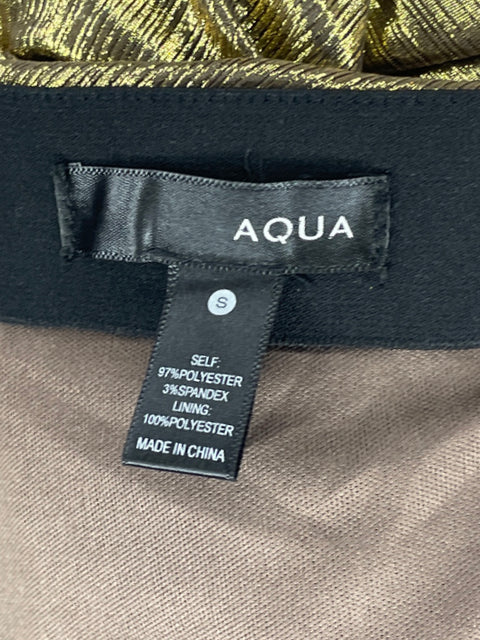 AQUA
S
SELF:
97%POLYESTER
3%SPANDEX
LINING:
100%POLYESTER
MADE IN CHINA